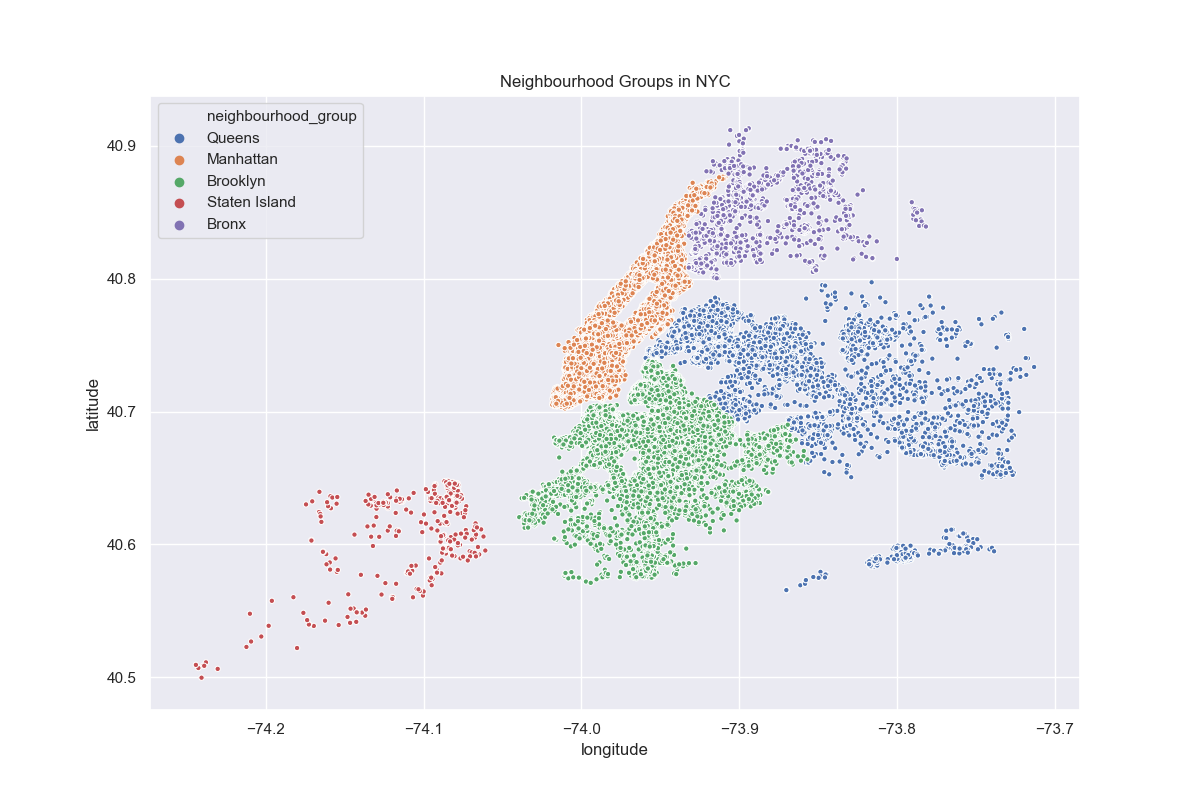 Neighbourhood Groups in NYC
neighbourhood_group
Queens
Manhattan
Brooklyn
Staten Island
Bronx
40.9
40.8
40.7
40.6
40.5
latitude
−74.2
−74.1
−74.0
−73.9
−73.8
−73.7
longitude